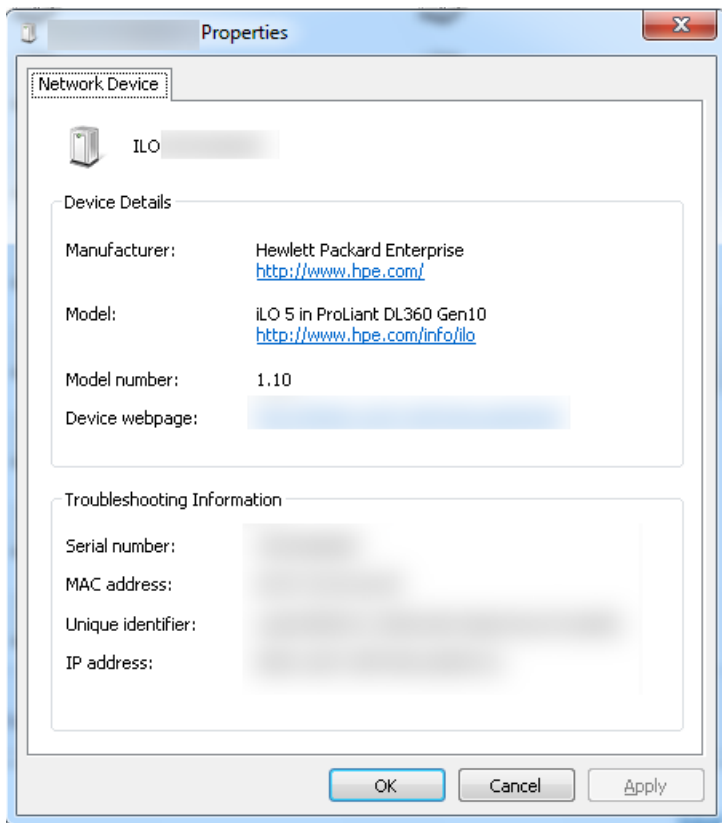 Properties
Network Device
ILO
Device Details
Manufacturer: Hewlett Packard Enterprise
http://www.hpe.com/
Model: iLO 5 in ProLiant DL360 Gen10
http://www.hpe.com/info/ilo
Model number: 1.10
Device webpage:
Troubleshooting Information
Serial number:
MAC address:
Unique identifier:
IP address:
OK Cancel Apply